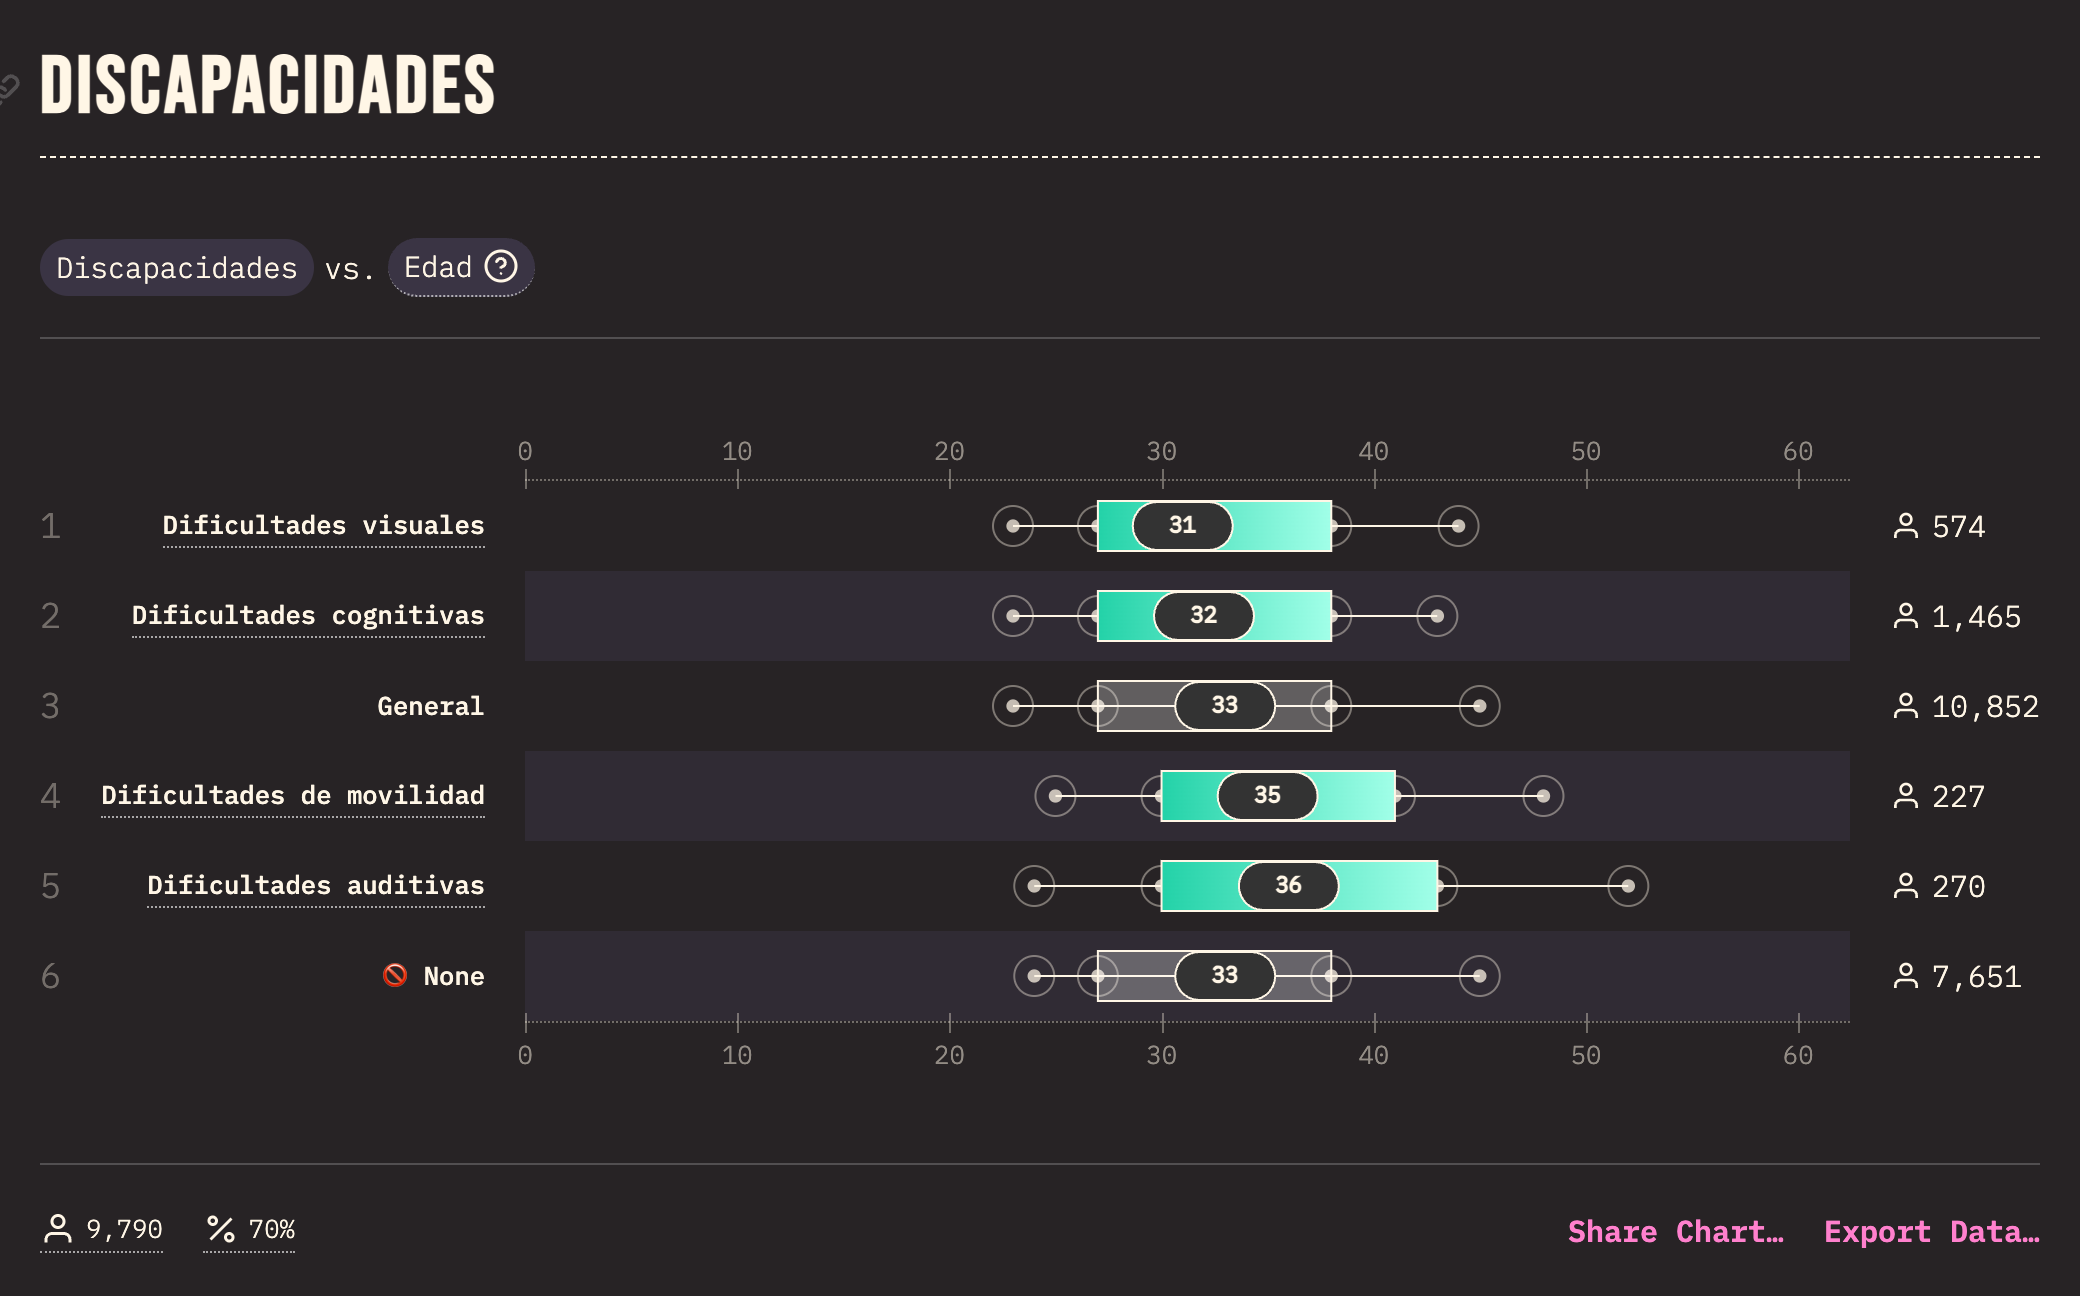 DISCAPACIDADES
Discapacidades vs. Edad
0 10 20 30 40 50 60
1 Dificultades visuales 31 574
2 Dificultades cognitivas 32 1,465
3 General 33 10,852
4 Dificultades de movilidad 35 227
5 Dificultades auditivas 36 270
6 🚫 None 33 7,651
0 10 20 30 40 50 60
9,790 70% Share Chart… Export Data…